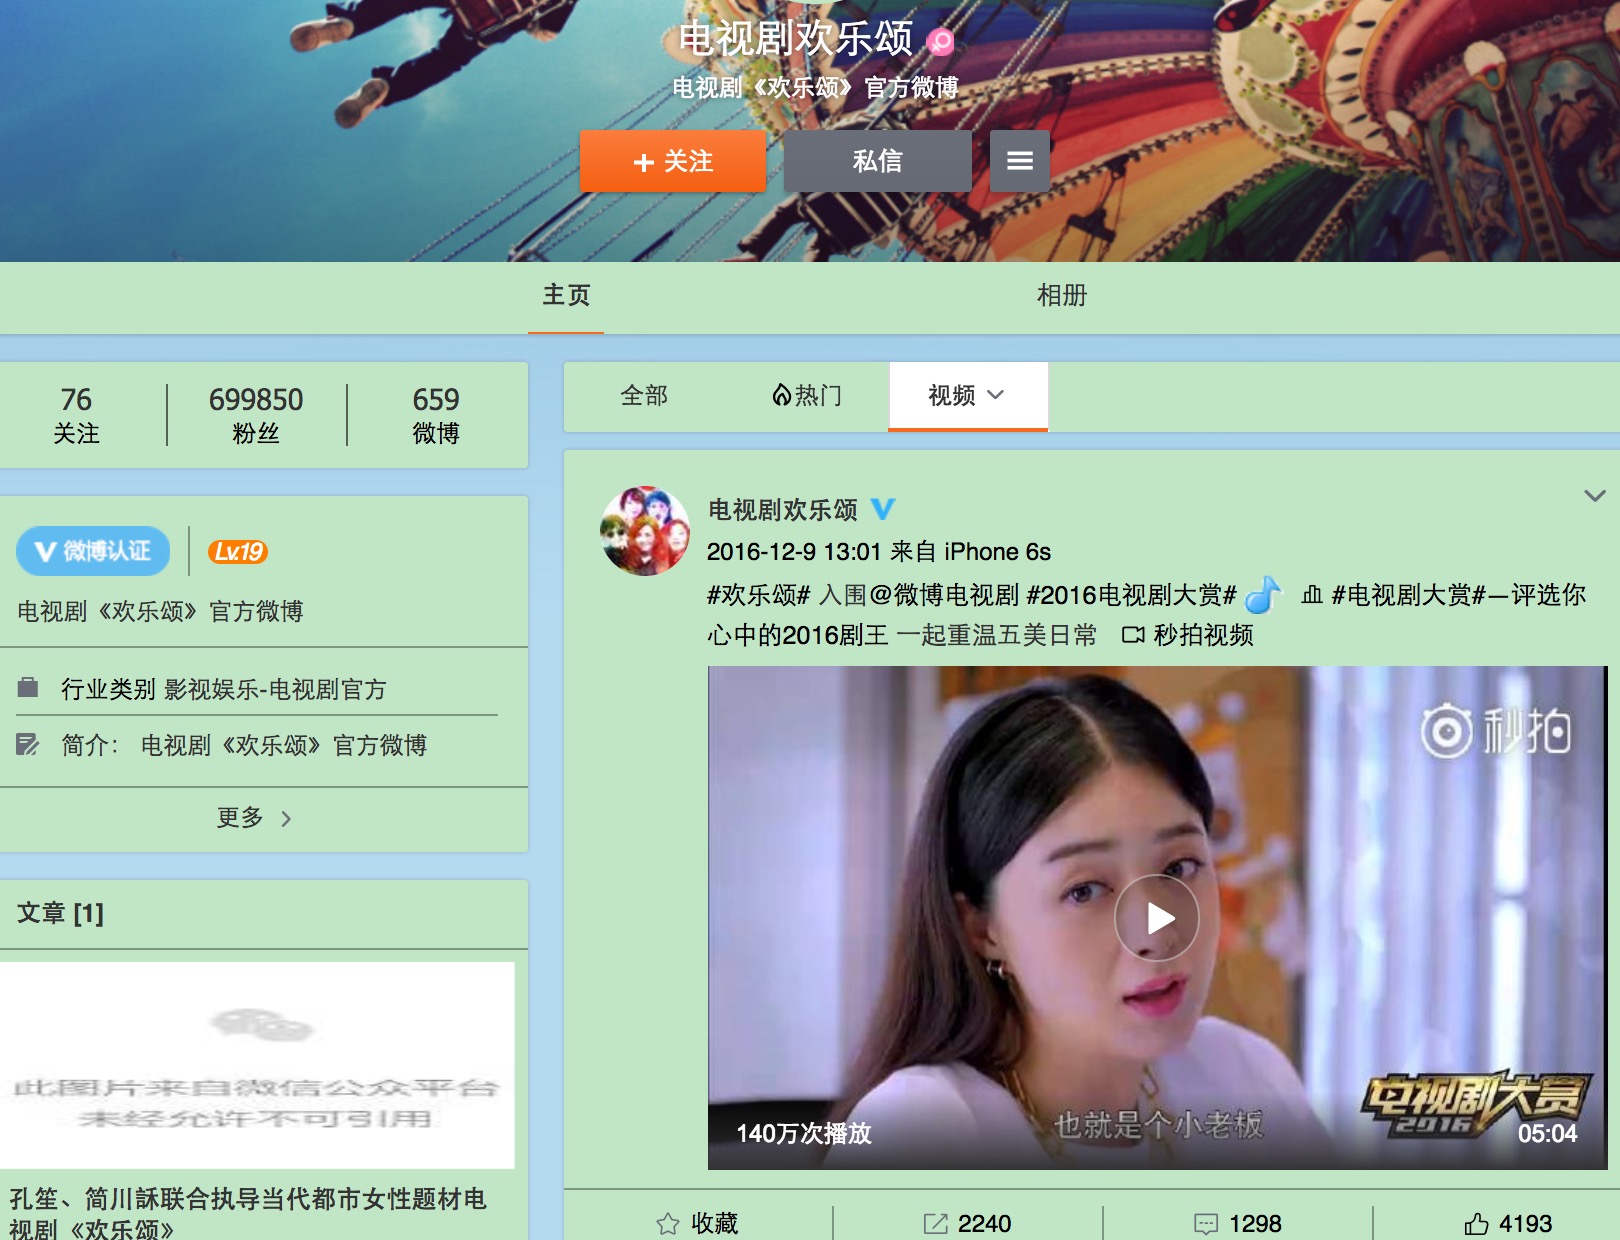 电视剧欢乐颂
电视剧《欢乐颂》官方微博
+ 关注
私信
主页
相册
76
关注
699850
粉丝
659
微博
V 微博认证
Lv.19
电视剧《欢乐颂》官方微博
行业类别 影视娱乐-电视剧官方
简介: 电视剧《欢乐颂》官方微博
更多
文章 [1]
此图片来自微信公众平台
未经允许不可引用
孔笙、简川訸联合执导当代都市女性题材电
视剧《欢乐颂》
全部
热门
视频
电视剧欢乐颂 V
2016-12-9 13:01 来自 iPhone 6s
#欢乐颂# 入围@微博电视剧 #2016电视剧大赏# #电视剧大赏#—评选你
心中的2016剧王 一起重温五美日常 秒拍视频
秒拍
也就是个小老板
电视剧大赏
2016
140万次播放
05:04
收藏
2240
1298
4193